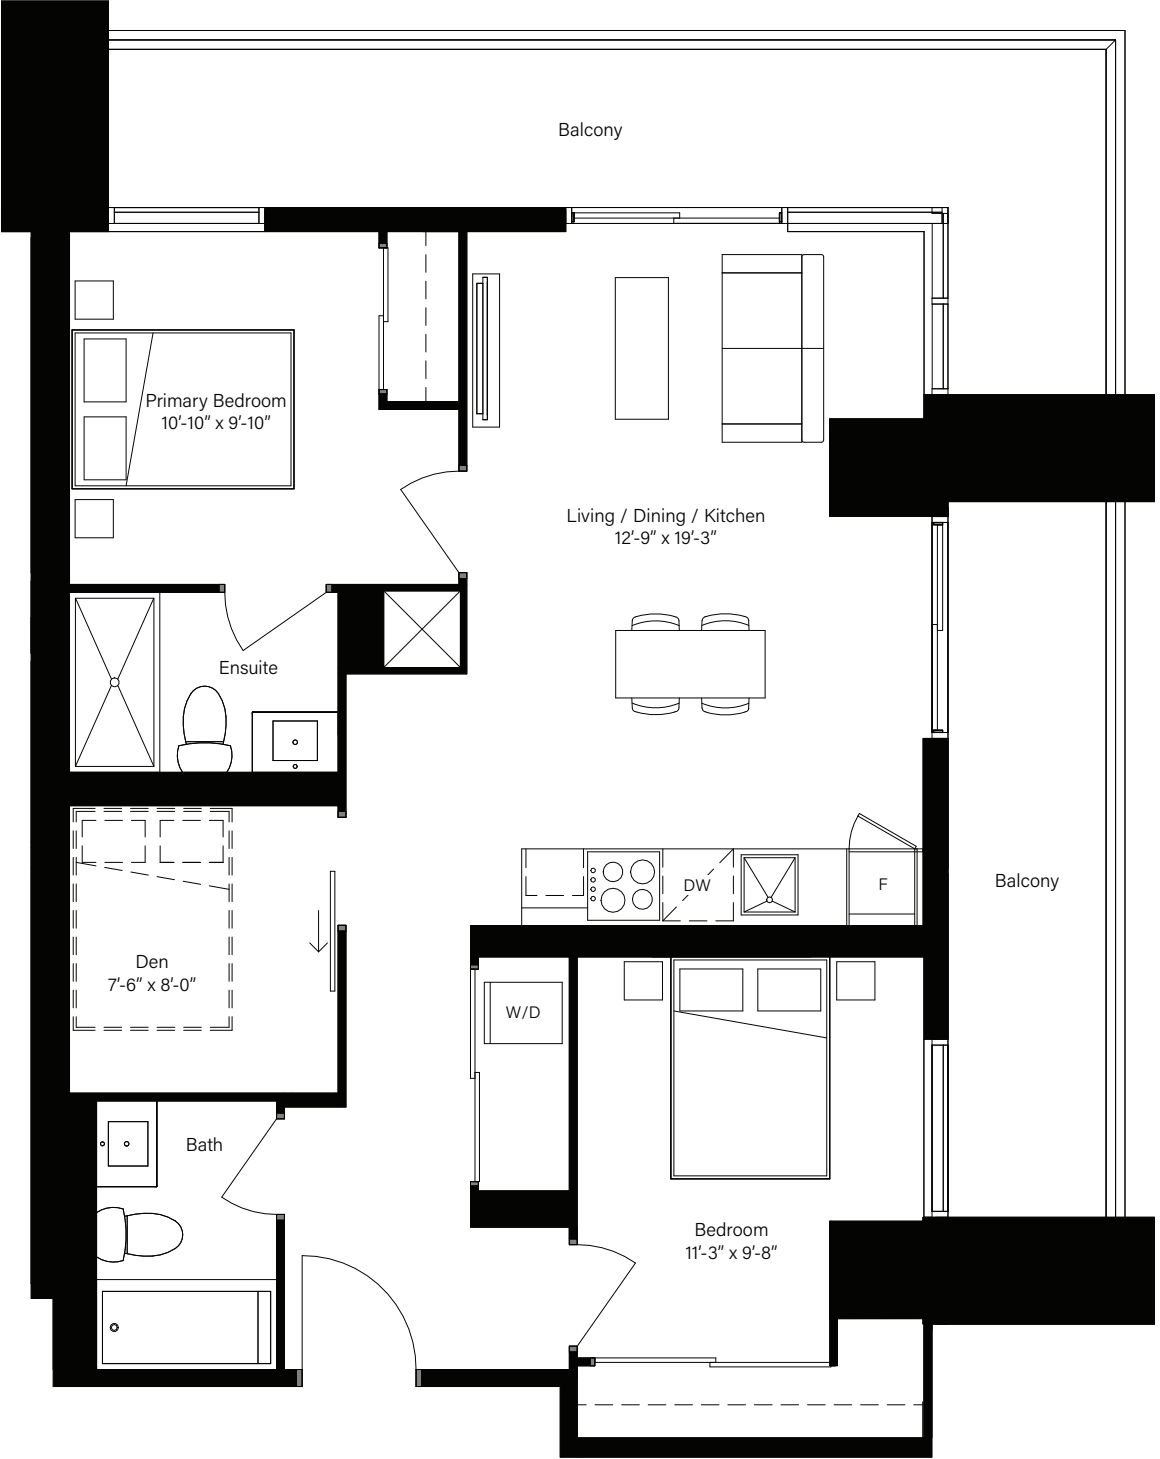 Balcony
Primary Bedroom
10'-10" x 9'-10"
Living / Dining / Kitchen
12'-9" x 19'-3"
Ensuite
DW
F
Balcony
Den
7'-6" x 8'-0"
W/D
Bath
Bedroom
11'-3" x 9'-8"